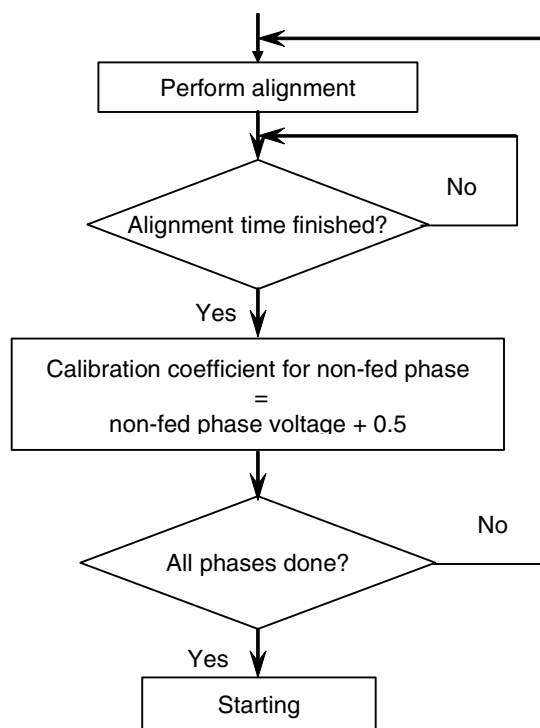 Perform alignment
No
Alignment time finished?
Yes
Calibration coefficient for non-fed phase
=
non-fed phase voltage + 0.5
No
All phases done?
Yes
Starting